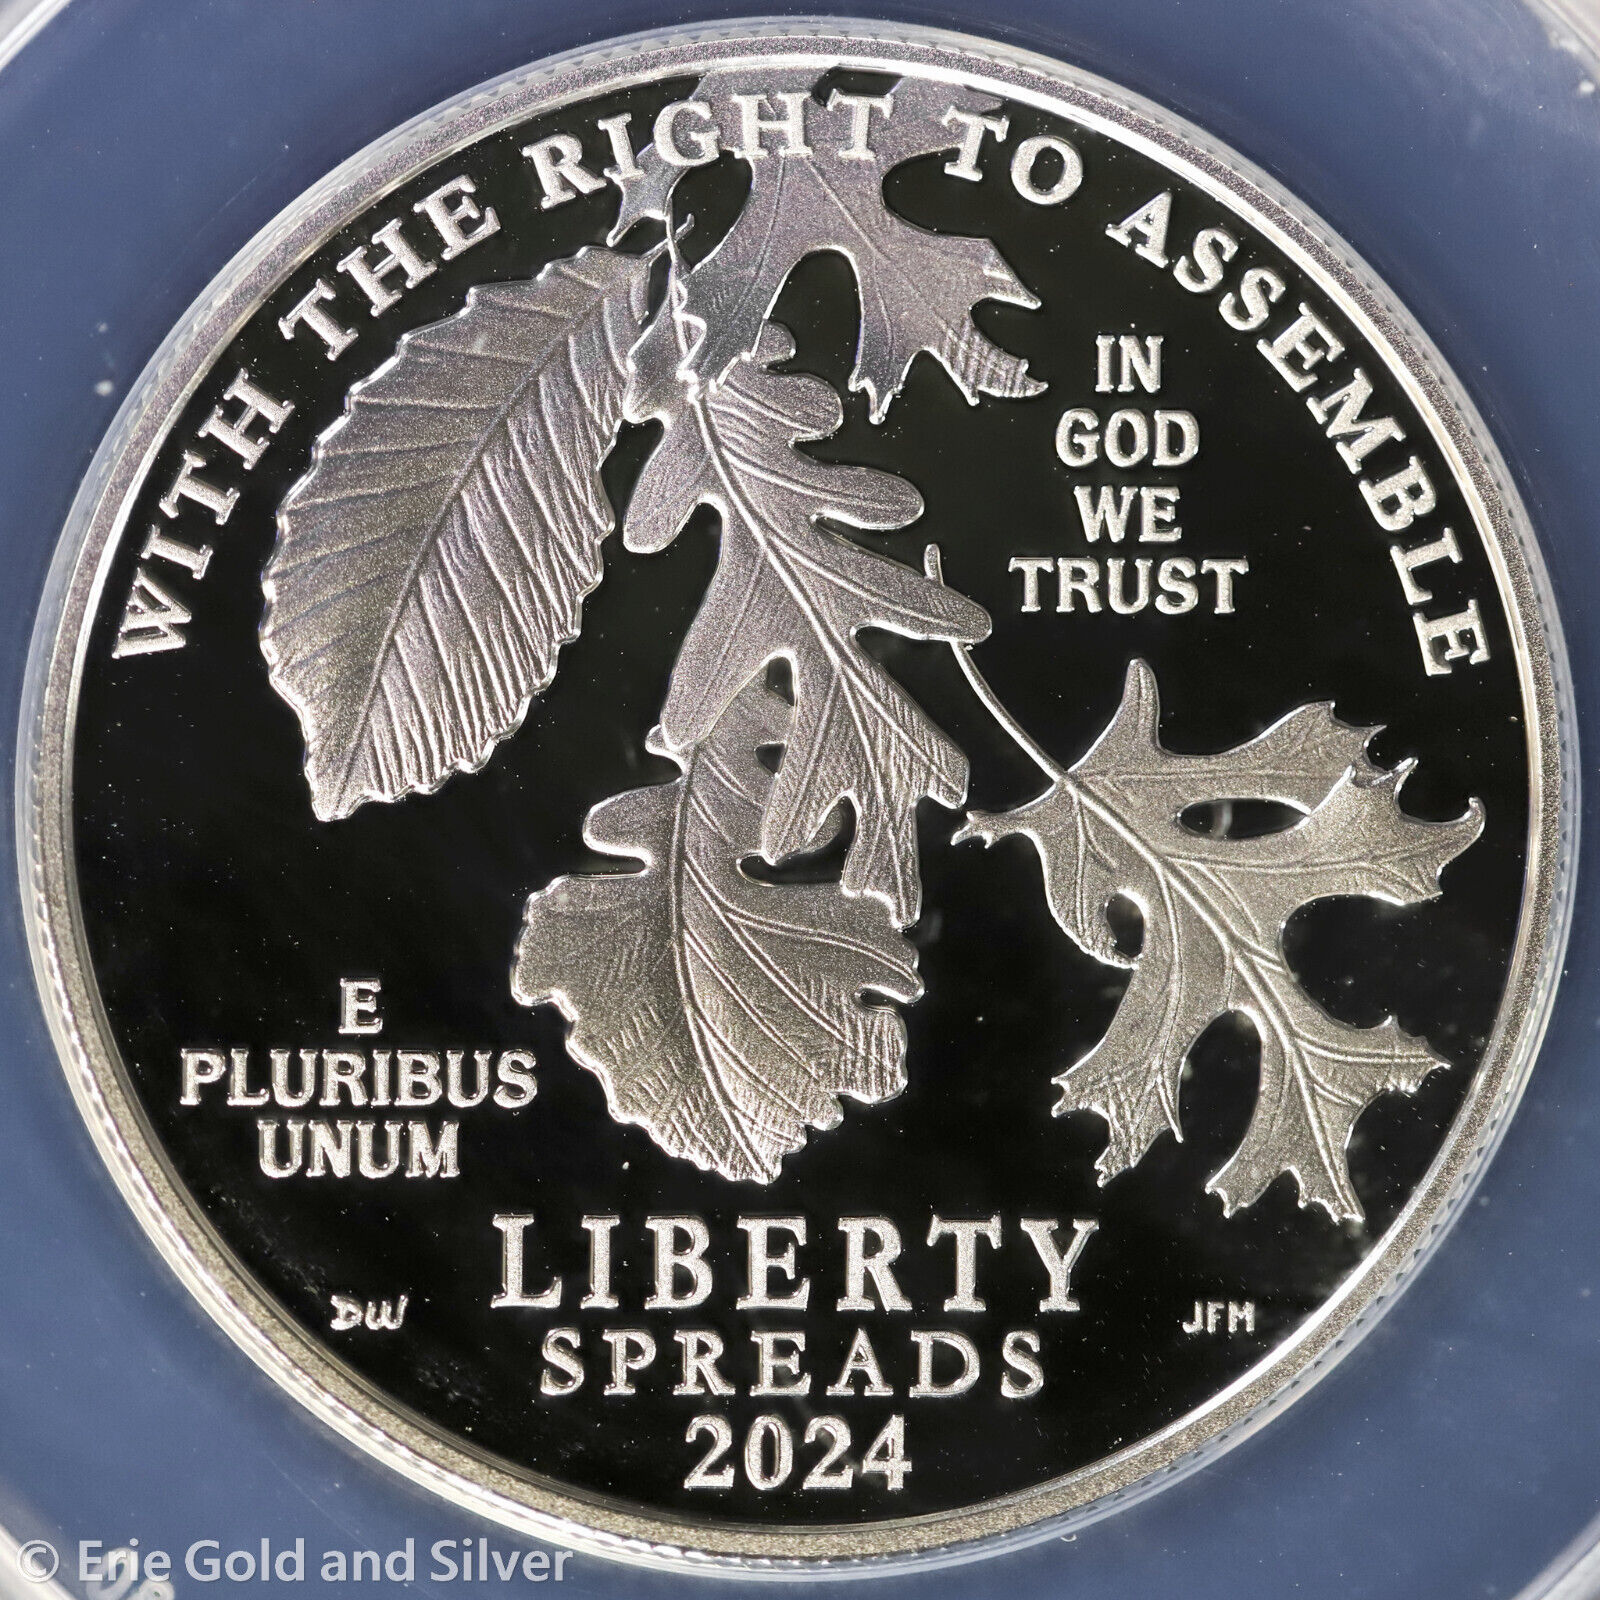 WITH THE RIGHT TO ASSEMBLE
IN
GOD
WE
TRUST
E
PLURIBUS
UNUM
LIBERTY
SPREADS
2024
DW
JFM
© Erie Gold and Silver